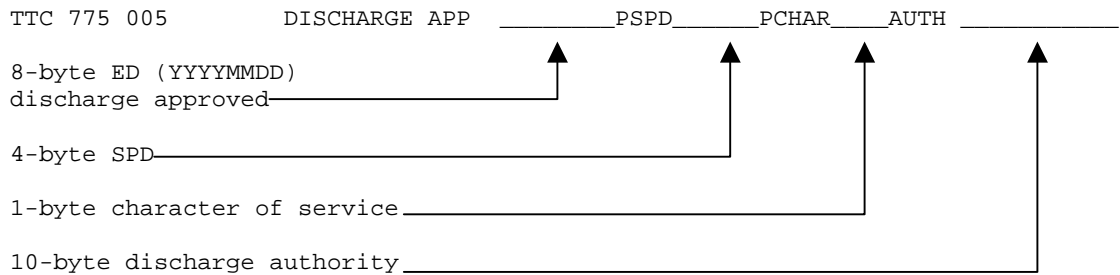 TTC 775 005 DISCHARGE APP ________PSPD______PCHAR____AUTH ___________
8-byte ED (YYYYMMDD)
discharge approved
4-byte SPD
1-byte character of service
10-byte discharge authority